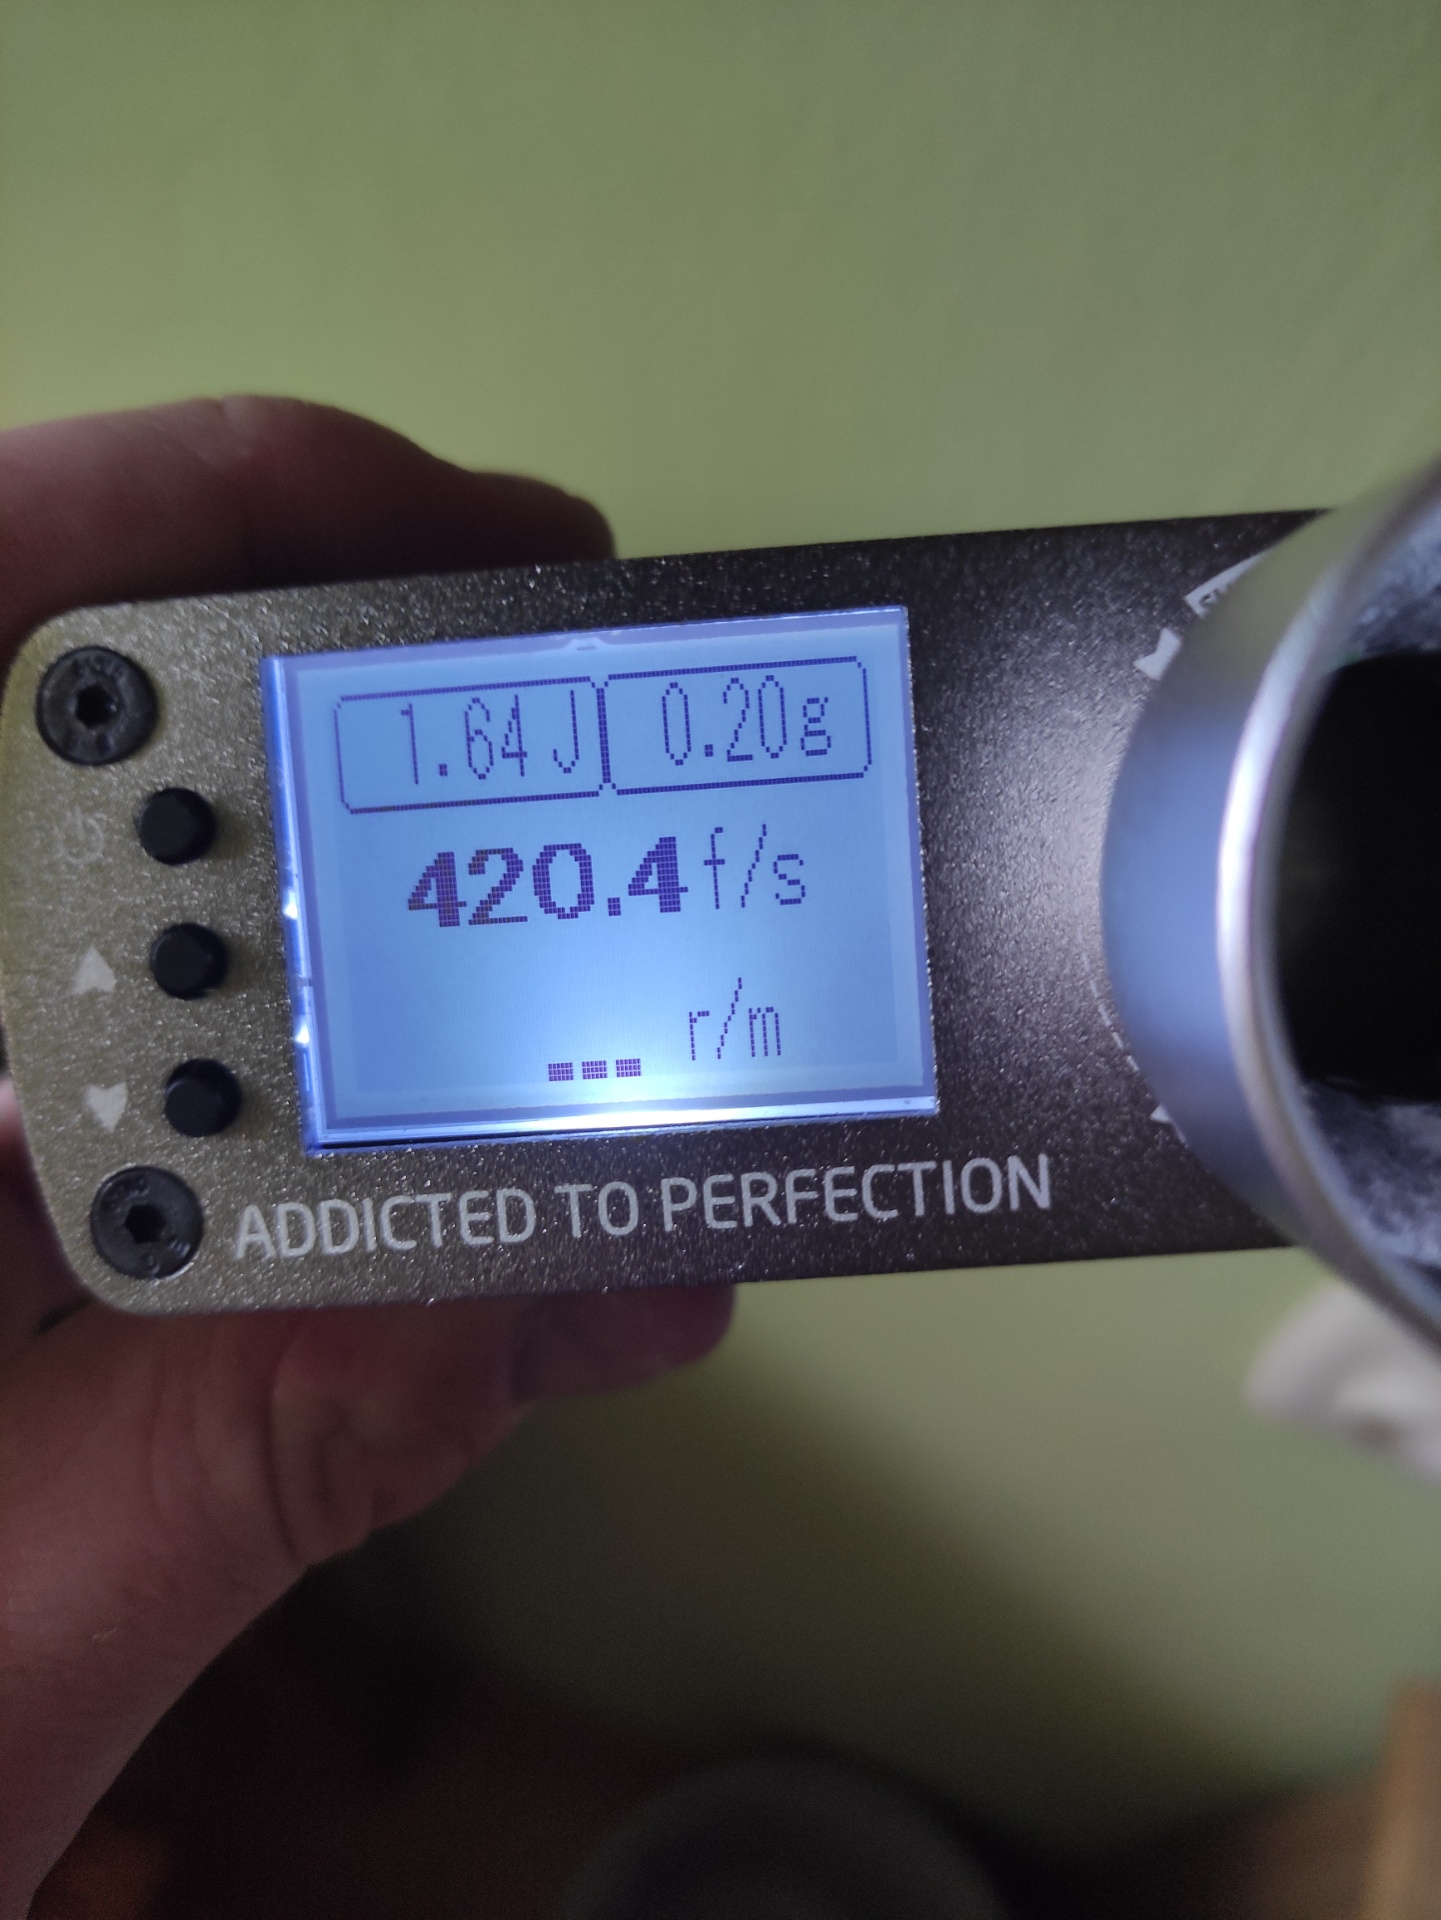 1.64 J 0.20g
420.4 f/s
--- r/m
ADDICTED TO PERFECTION